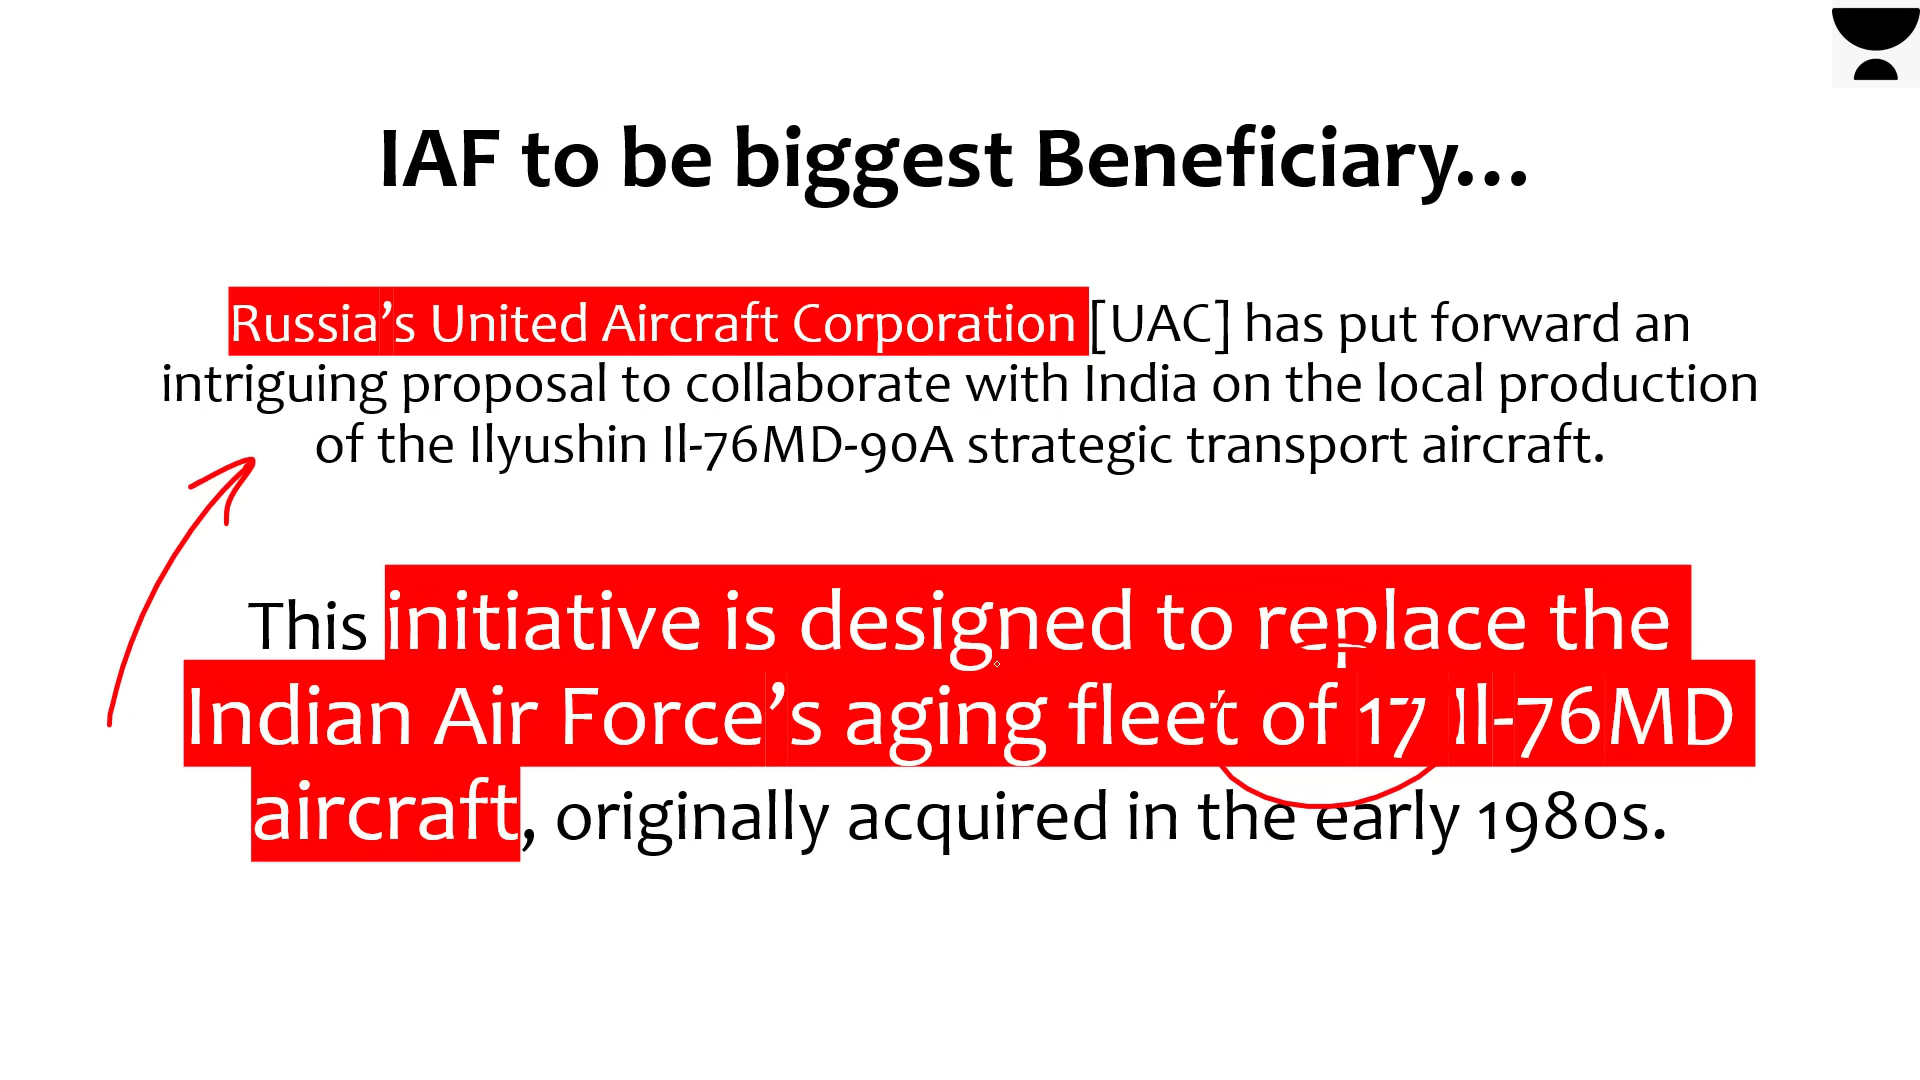 IAF to be biggest Beneficiary...
Russia’s United Aircraft Corporation [UAC] has put forward an
intriguing proposal to collaborate with India on the local production
of the Ilyushin Il-76MD-90A strategic transport aircraft.
This initiative is designed to replace the
Indian Air Force’s aging fleet of 17 Il-76MD
aircraft, originally acquired in the early 1980s.